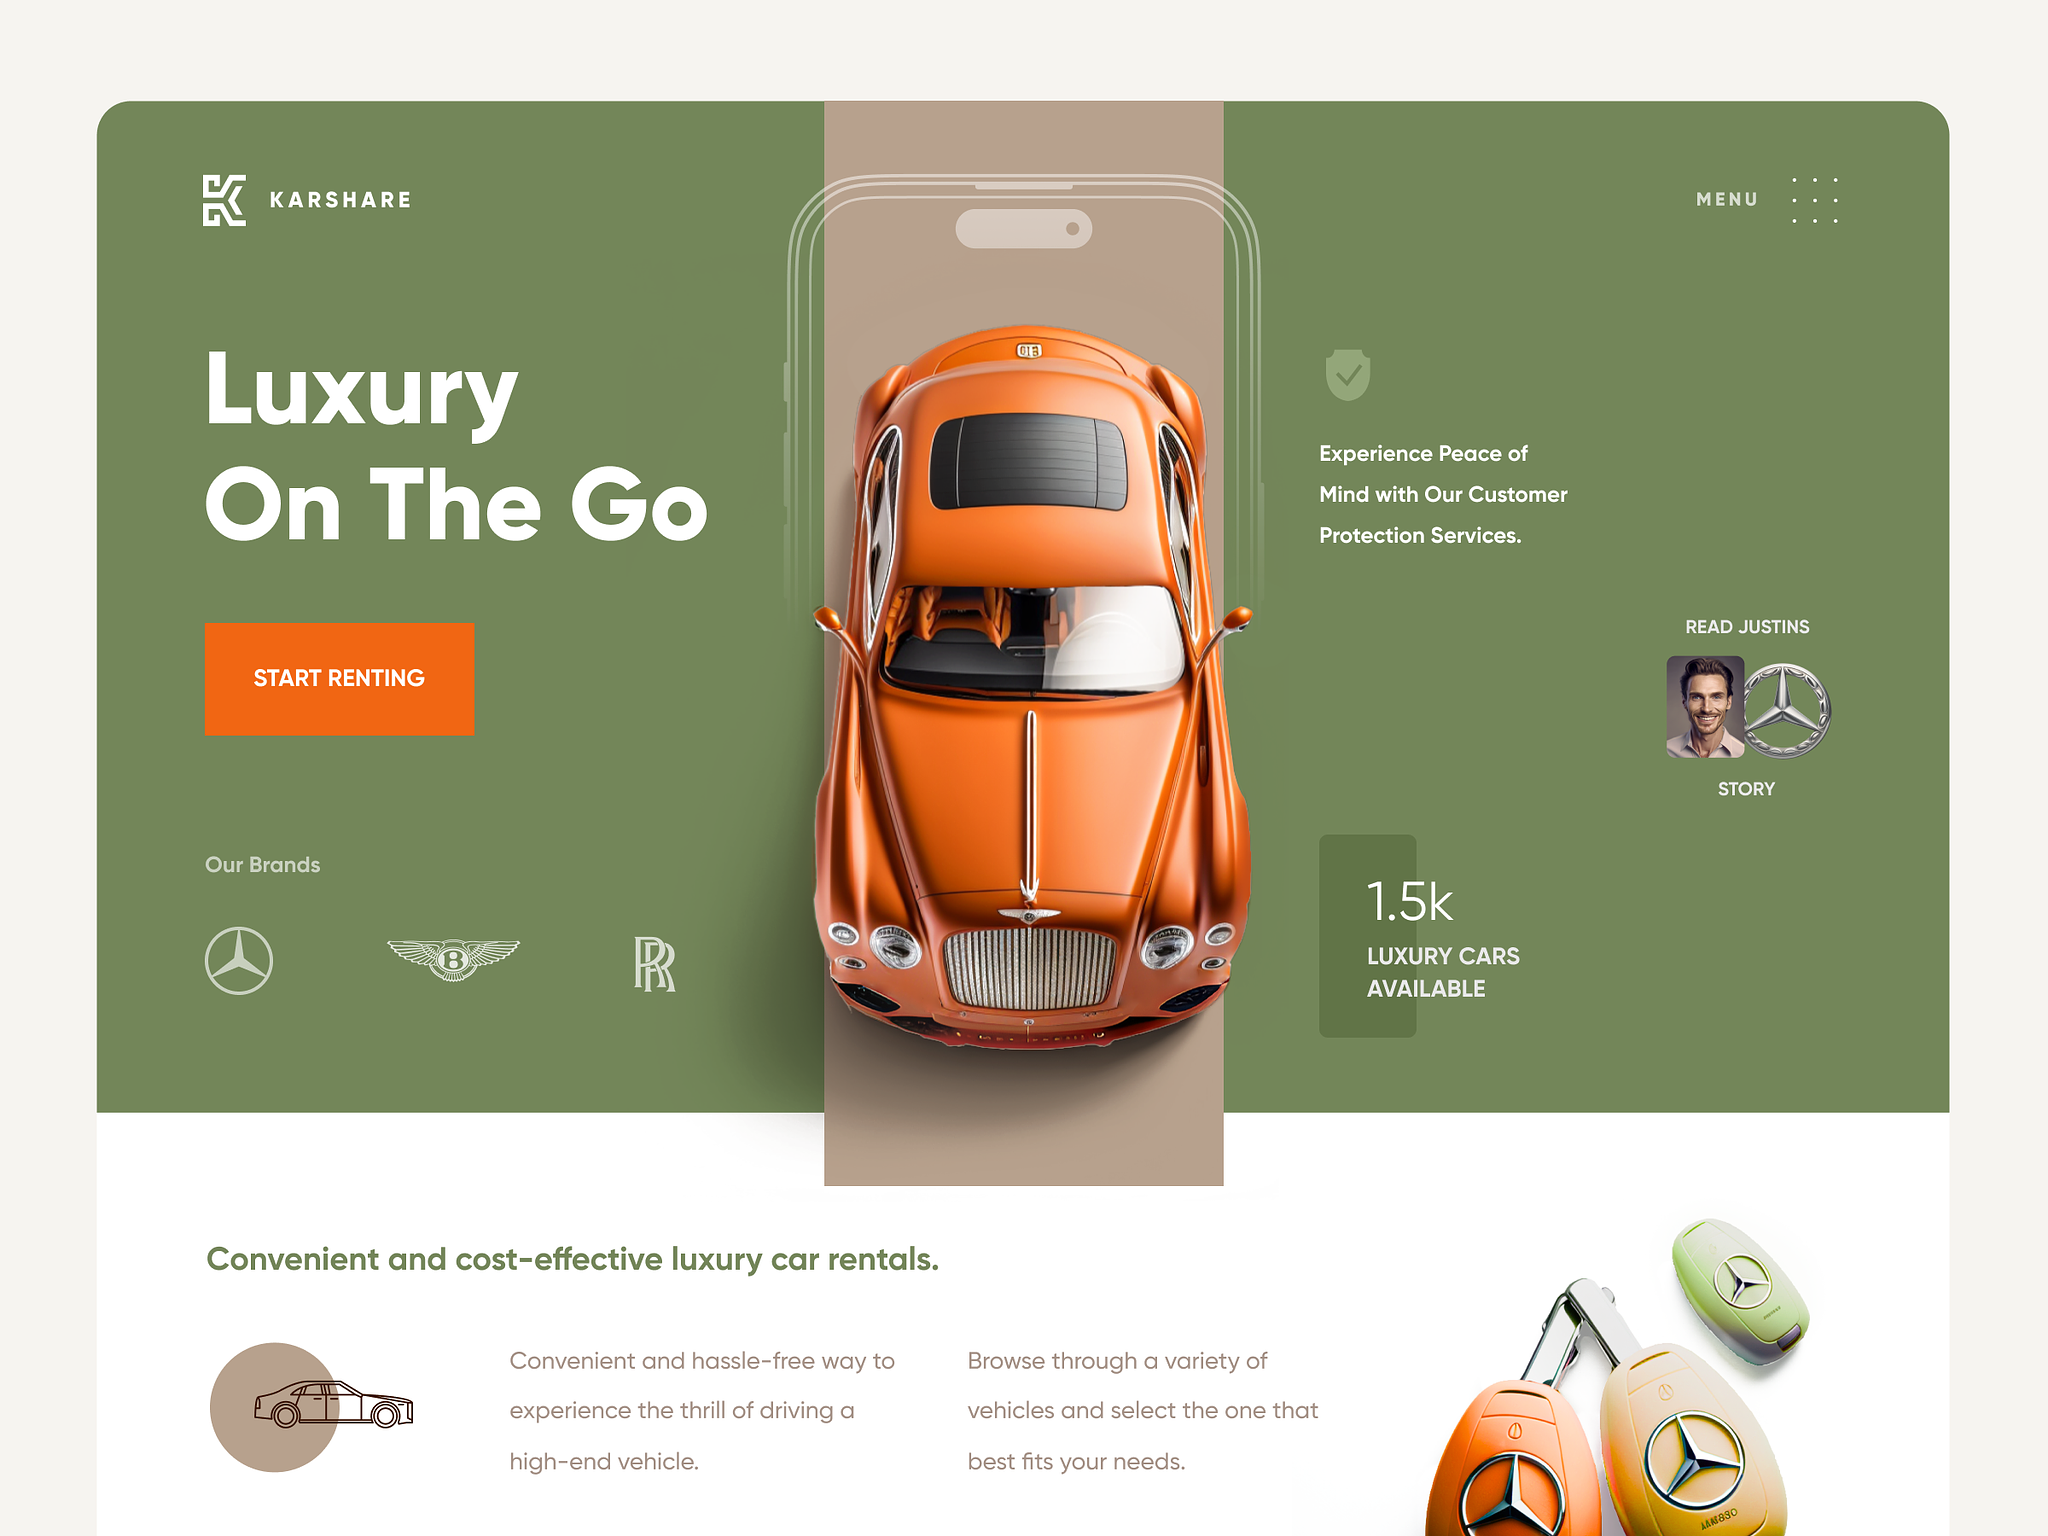 KARSHARE
MENU
Luxury
On The Go
START RENTING
Our Brands
B
RR
Experience Peace of
Mind with Our Customer
Protection Services.
READ JUSTINS
STORY
1.5k
LUXURY CARS
AVAILABLE
Convenient and cost-effective luxury car rentals.
Convenient and hassle-free way to
experience the thrill of driving a
high-end vehicle.
Browse through a variety of
vehicles and select the one that
best fits your needs.